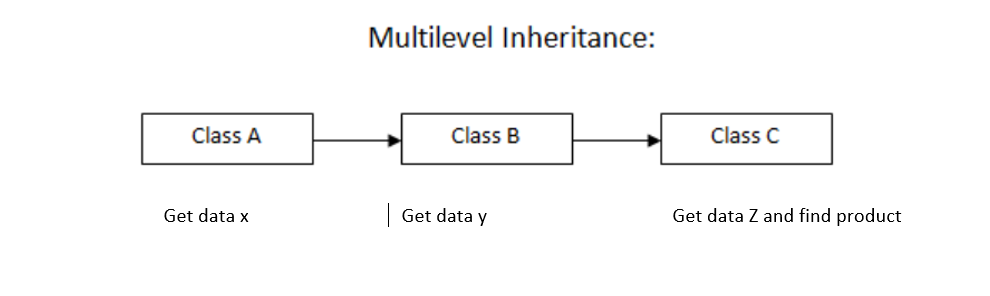 Multilevel Inheritance:
Class A
Class B
Class C
Get data x
Get data y
Get data Z and find product